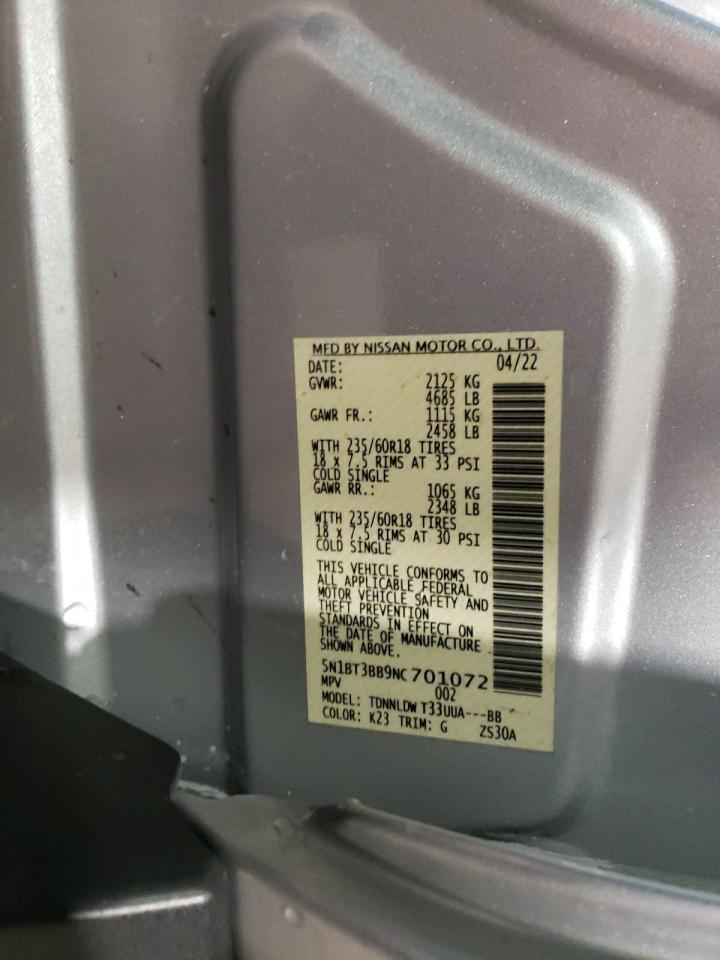 MFD BY NISSAN MOTOR CO., LTD.
DATE: 04/22
GVWR: 2125 KG
4685 LB
GAWR FR.: 1115 KG
2458 LB
WITH 235/60R18 TIRES
18 x 7.5 RIMS AT 33 PSI
COLD SINGLE
GAWR RR.: 1065 KG
2348 LB
WITH 235/60R18 TIRES
18 x 7.5 RIMS AT 30 PSI
COLD SINGLE
THIS VEHICLE CONFORMS TO
ALL APPLICABLE FEDERAL
MOTOR VEHICLE SAFETY AND
THEFT PREVENTION
STANDARDS IN EFFECT ON
THE DATE OF MANUFACTURE
SHOWN ABOVE.
5N1BT3BB9NC701072
MPV 002
MODEL: TDNNLDW T33UUA---BB
COLOR: K23 TRIM: G ZS30A